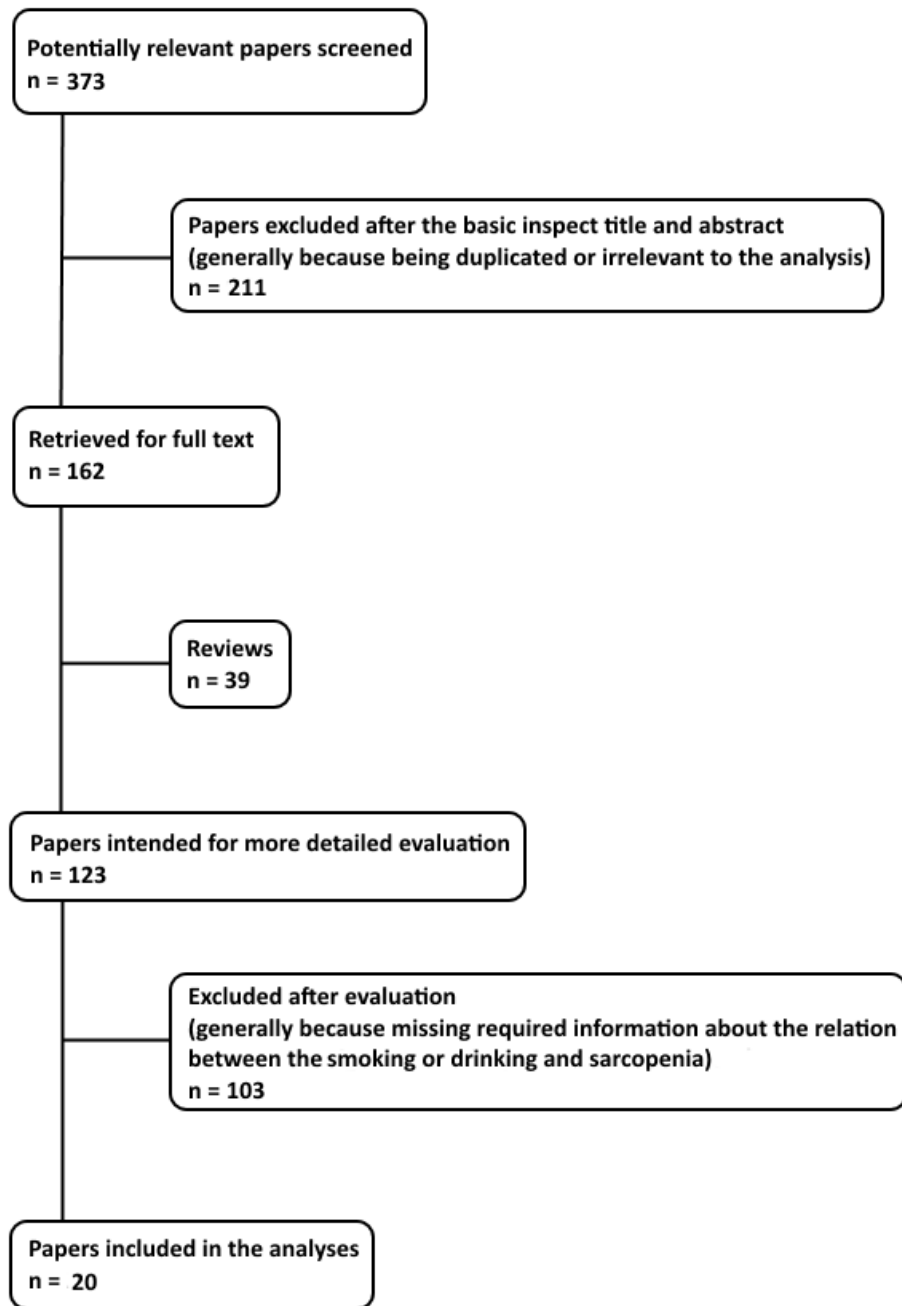 Potentially relevant papers screened
n = 373
Papers excluded after the basic inspect title and abstract
(generally because being duplicated or irrelevant to the analysis)
n = 211
Retrieved for full text
n = 162
Reviews
n = 39
Papers intended for more detailed evaluation
n = 123
Excluded after evaluation
(generally because missing required information about the relation
between the smoking or drinking and sarcopenia)
n = 103
Papers included in the analyses
n = 20